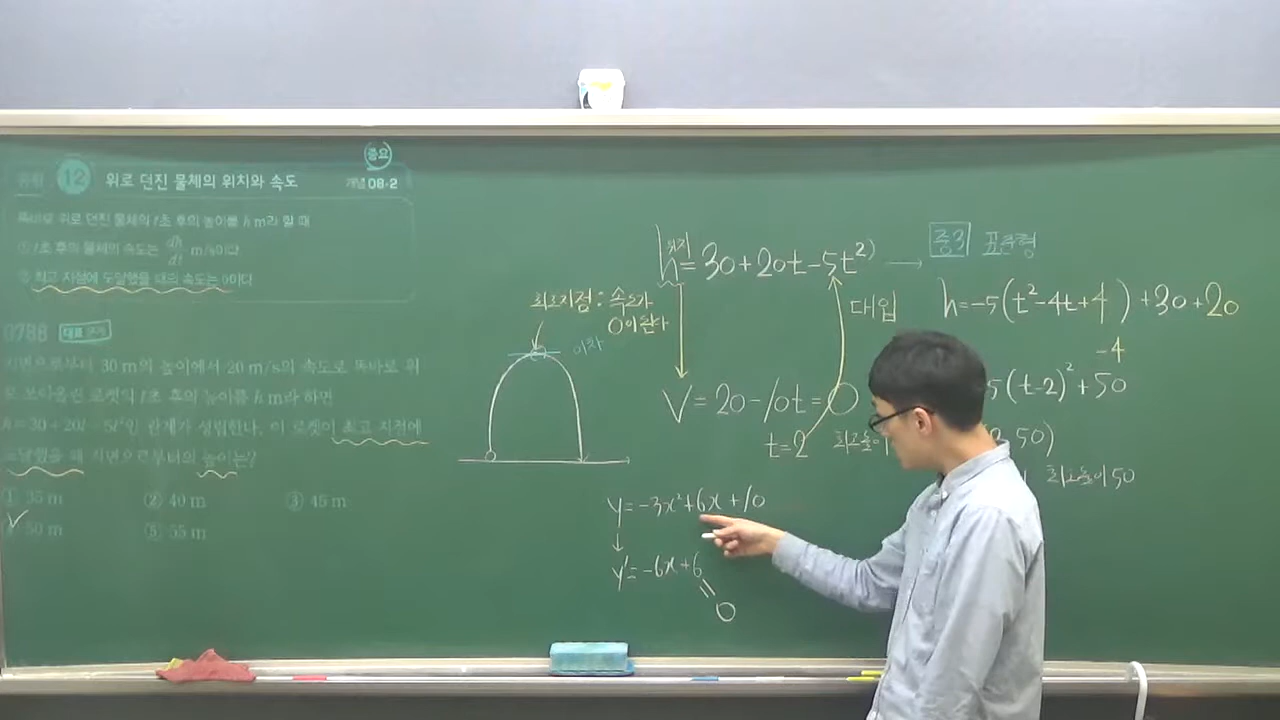 중요
유형 12 위로 던진 물체의 위치와 속도 개념 08-2
똑바로 위로 던진 물체의 t초 후의 높이를 h m라 할 때
① t초 후의 물체의 속도는 dh/dt m/s이다
② 최고 지점에 도달했을 때의 속도는 0이다
0788 대표문제
지면으로부터 30 m의 높이에서 20 m/s의 속도로 똑바로 위
로 쏘아올린 로켓의 t초 후의 높이를 h m라 하면
h=30+20t-5t²인 관계가 성립한다. 이 로켓이 최고 지점에
도달했을 때 지면으로부터의 높이는?
① 35 m ② 40 m ③ 45 m
50 m ⑤ 55 m
최고지점: 속도가
0이 된다
이차
위치
h=30+20t-5t²)
V=20-10t=0
t=2
대입
최고높이
y=-3x²+6x+10
y'=-6x+6
0
중3 표준형
h=-5(t²-4t+4)+30+20
-4
5(t-2)²+50
50)
최고높이 50